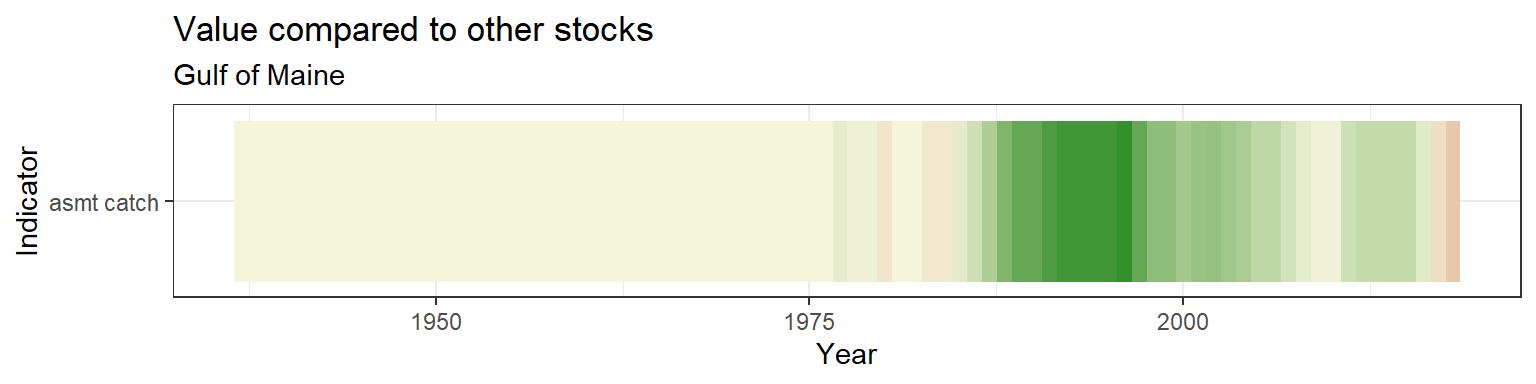 Value compared to other stocks
Gulf of Maine
Indicator
asmt catch
1950
1975
2000
Year